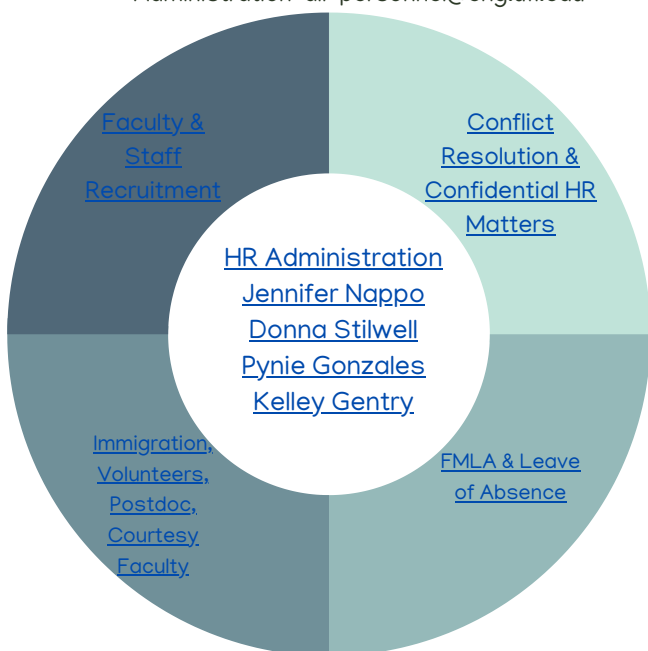 Faculty &
Staff
Recruitment
Conflict
Resolution &
Confidential HR
Matters
HR Administration
Jennifer Nappo
Donna Stilwell
Pynie Gonzales
Kelley Gentry
Immigration,
Volunteers,
Postdoc,
Courtesy
Faculty
FMLA & Leave
of Absence